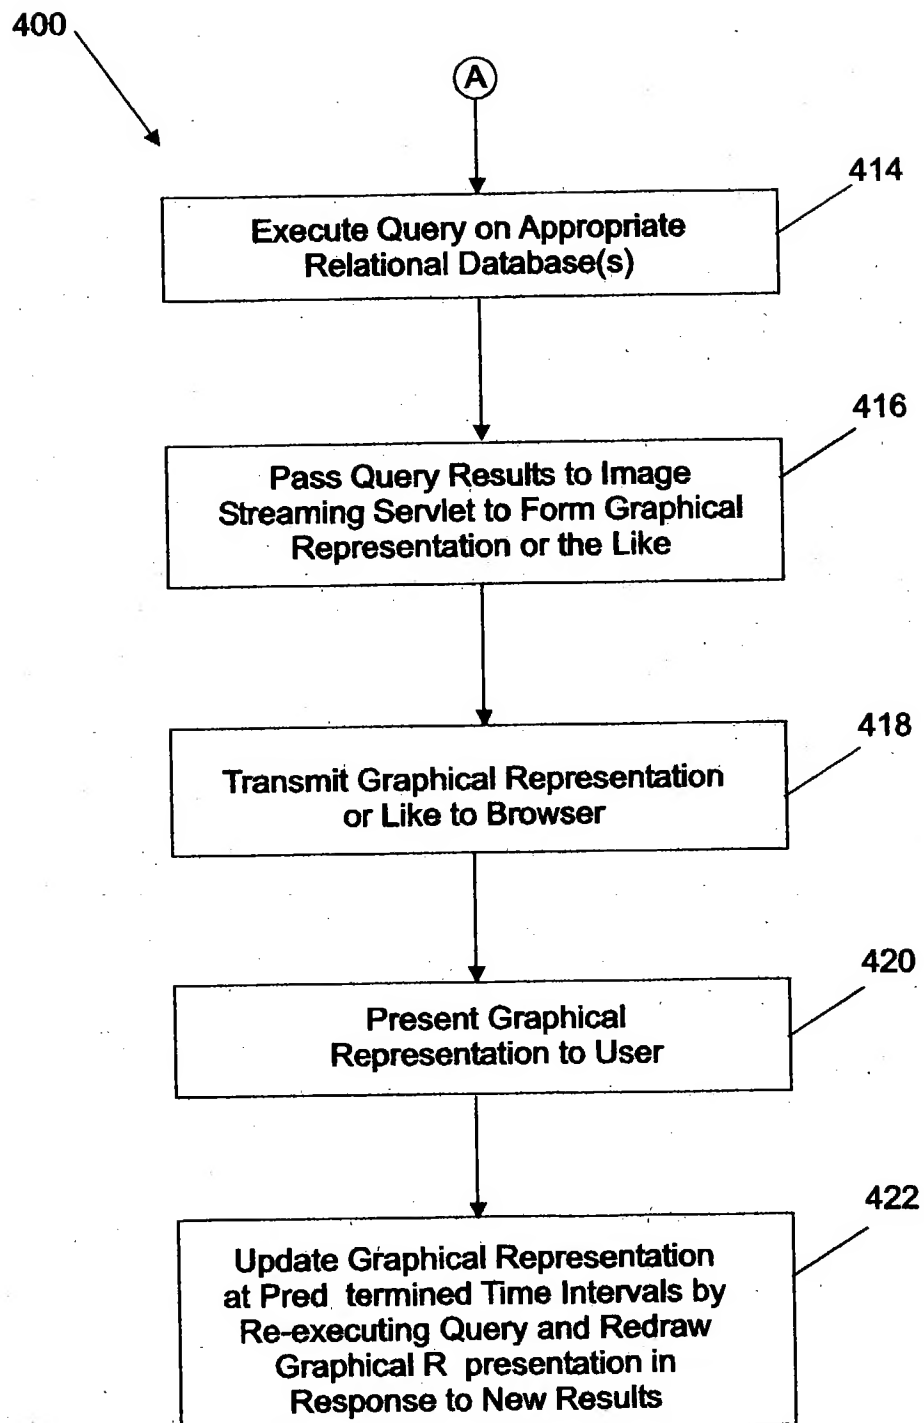 400
A
414
Execute Query on Appropriate
Relational Database(s)
416
Pass Query Results to Image
Streaming Servlet to Form Graphical
Representation or the Like
418
Transmit Graphical Representation
or Like to Browser
420
Present Graphical
Representation to User
422
Update Graphical Representation
at Pred termined Time Intervals by
Re-executing Query and Redraw
Graphical R presentation in
Response to New Results